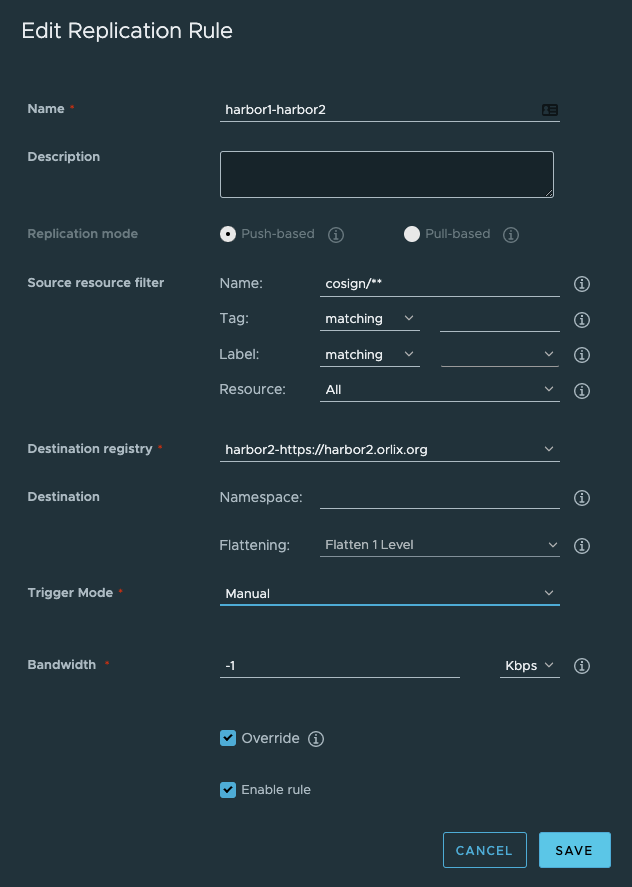 Edit Replication Rule
Name * harbor1-harbor2
Description
Replication mode Push-based Pull-based
Source resource filter Name: cosign/**
Tag: matching
Label: matching
Resource: All
Destination registry * harbor2-https://harbor2.orlix.org
Destination Namespace:
Flattening: Flatten 1 Level
Trigger Mode * Manual
Bandwidth * -1 Kbps
Override
Enable rule
CANCEL SAVE